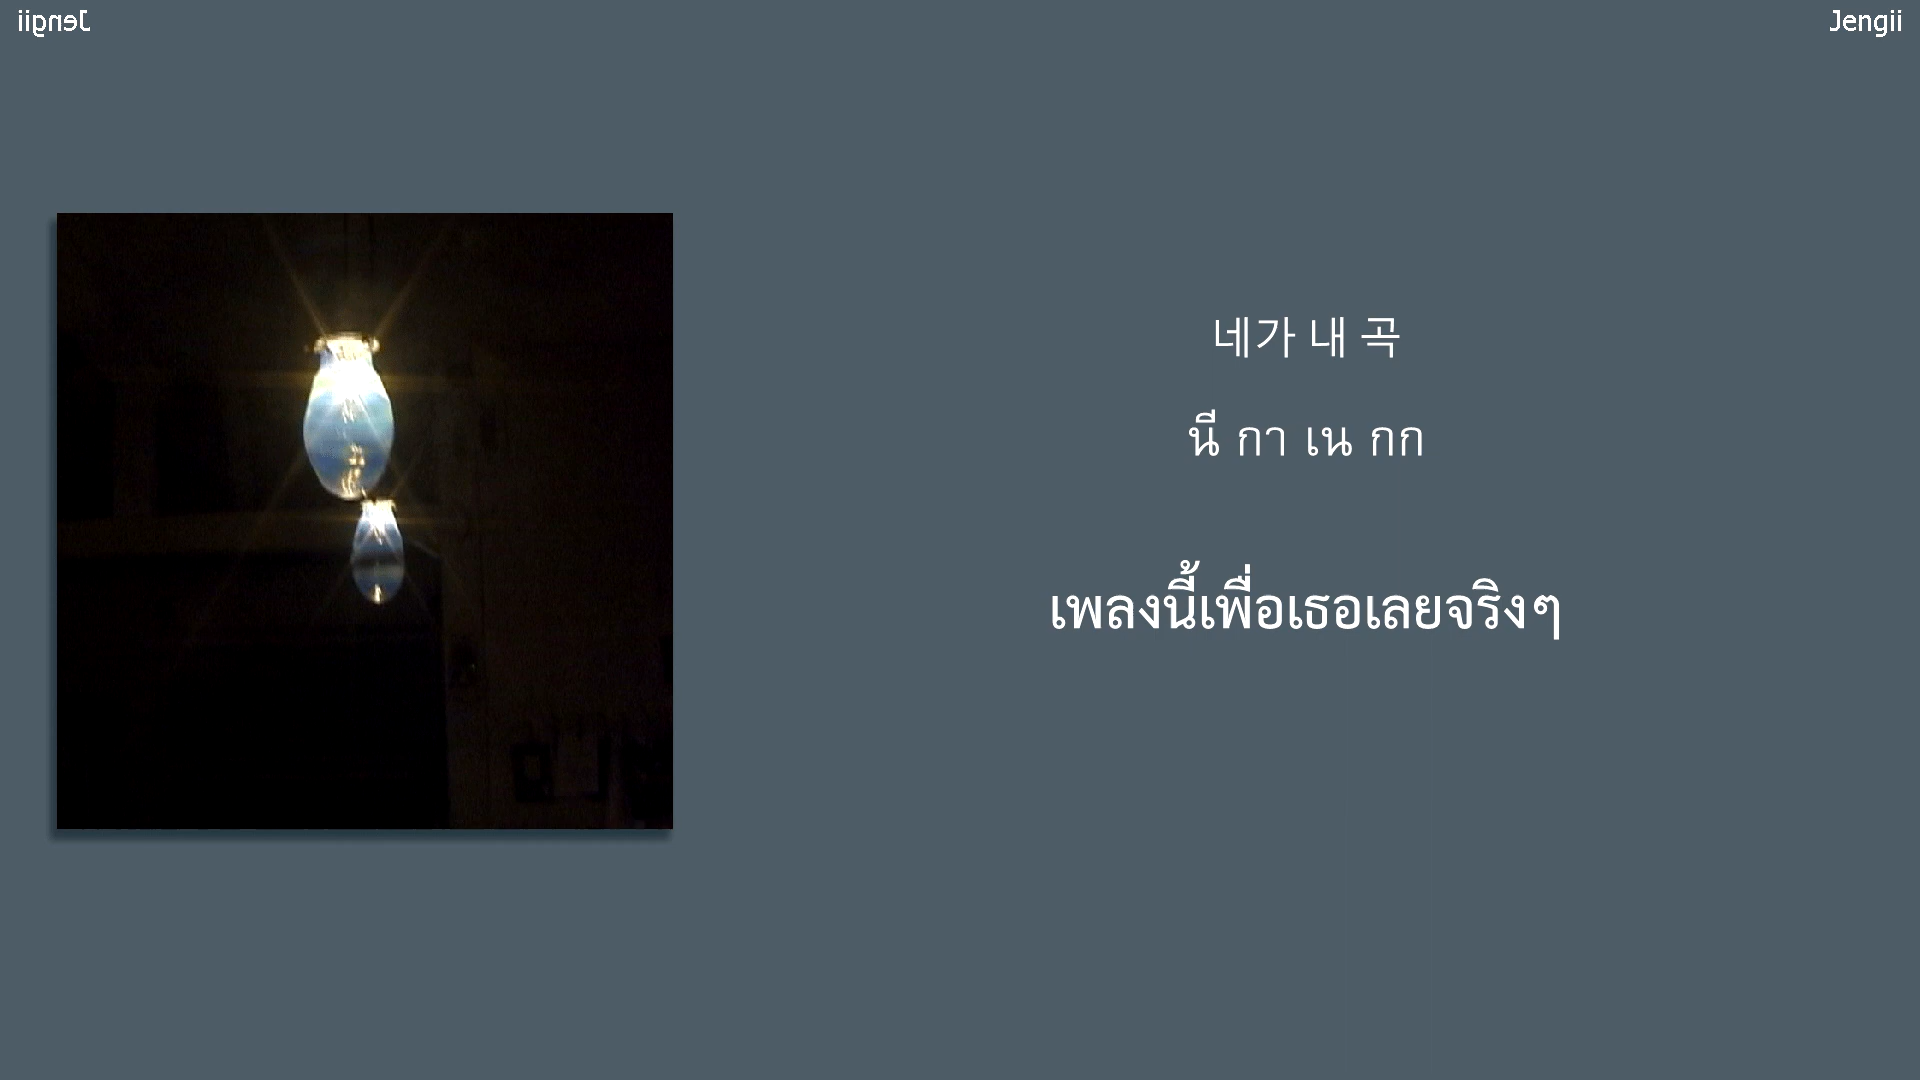 Jengii
Jengii
네가 내 곡
นี กา เน กก
เพลงนี้เพื่อเธอเลยจริงๆ